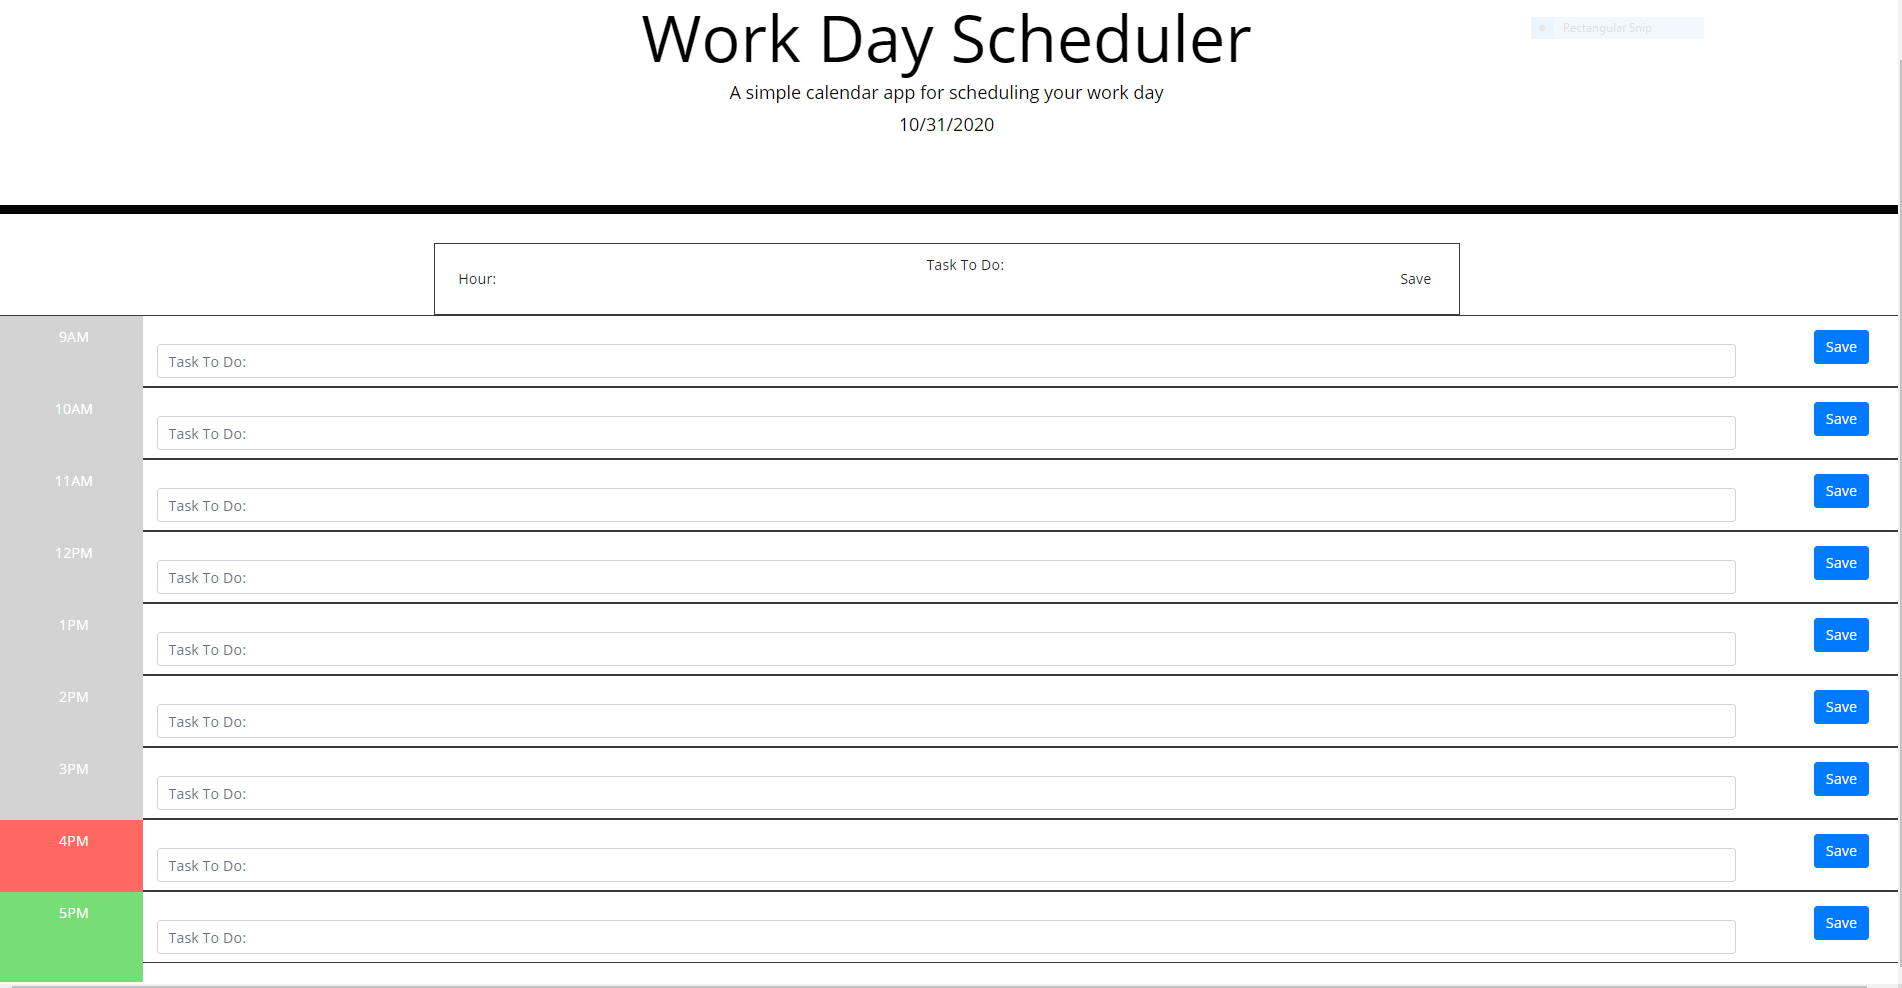 Work Day Scheduler
Rectangular Snip
A simple calendar app for scheduling your work day
10/31/2020
Task To Do:
Hour:
Save
9AM
Save
Task To Do:
10AM
Save
Task To Do:
11AM
Save
Task To Do:
12PM
Save
Task To Do:
1PM
Save
Task To Do:
2PM
Save
Task To Do:
3PM
Save
Task To Do:
4PM
Save
Task To Do:
5PM
Save
Task To Do: